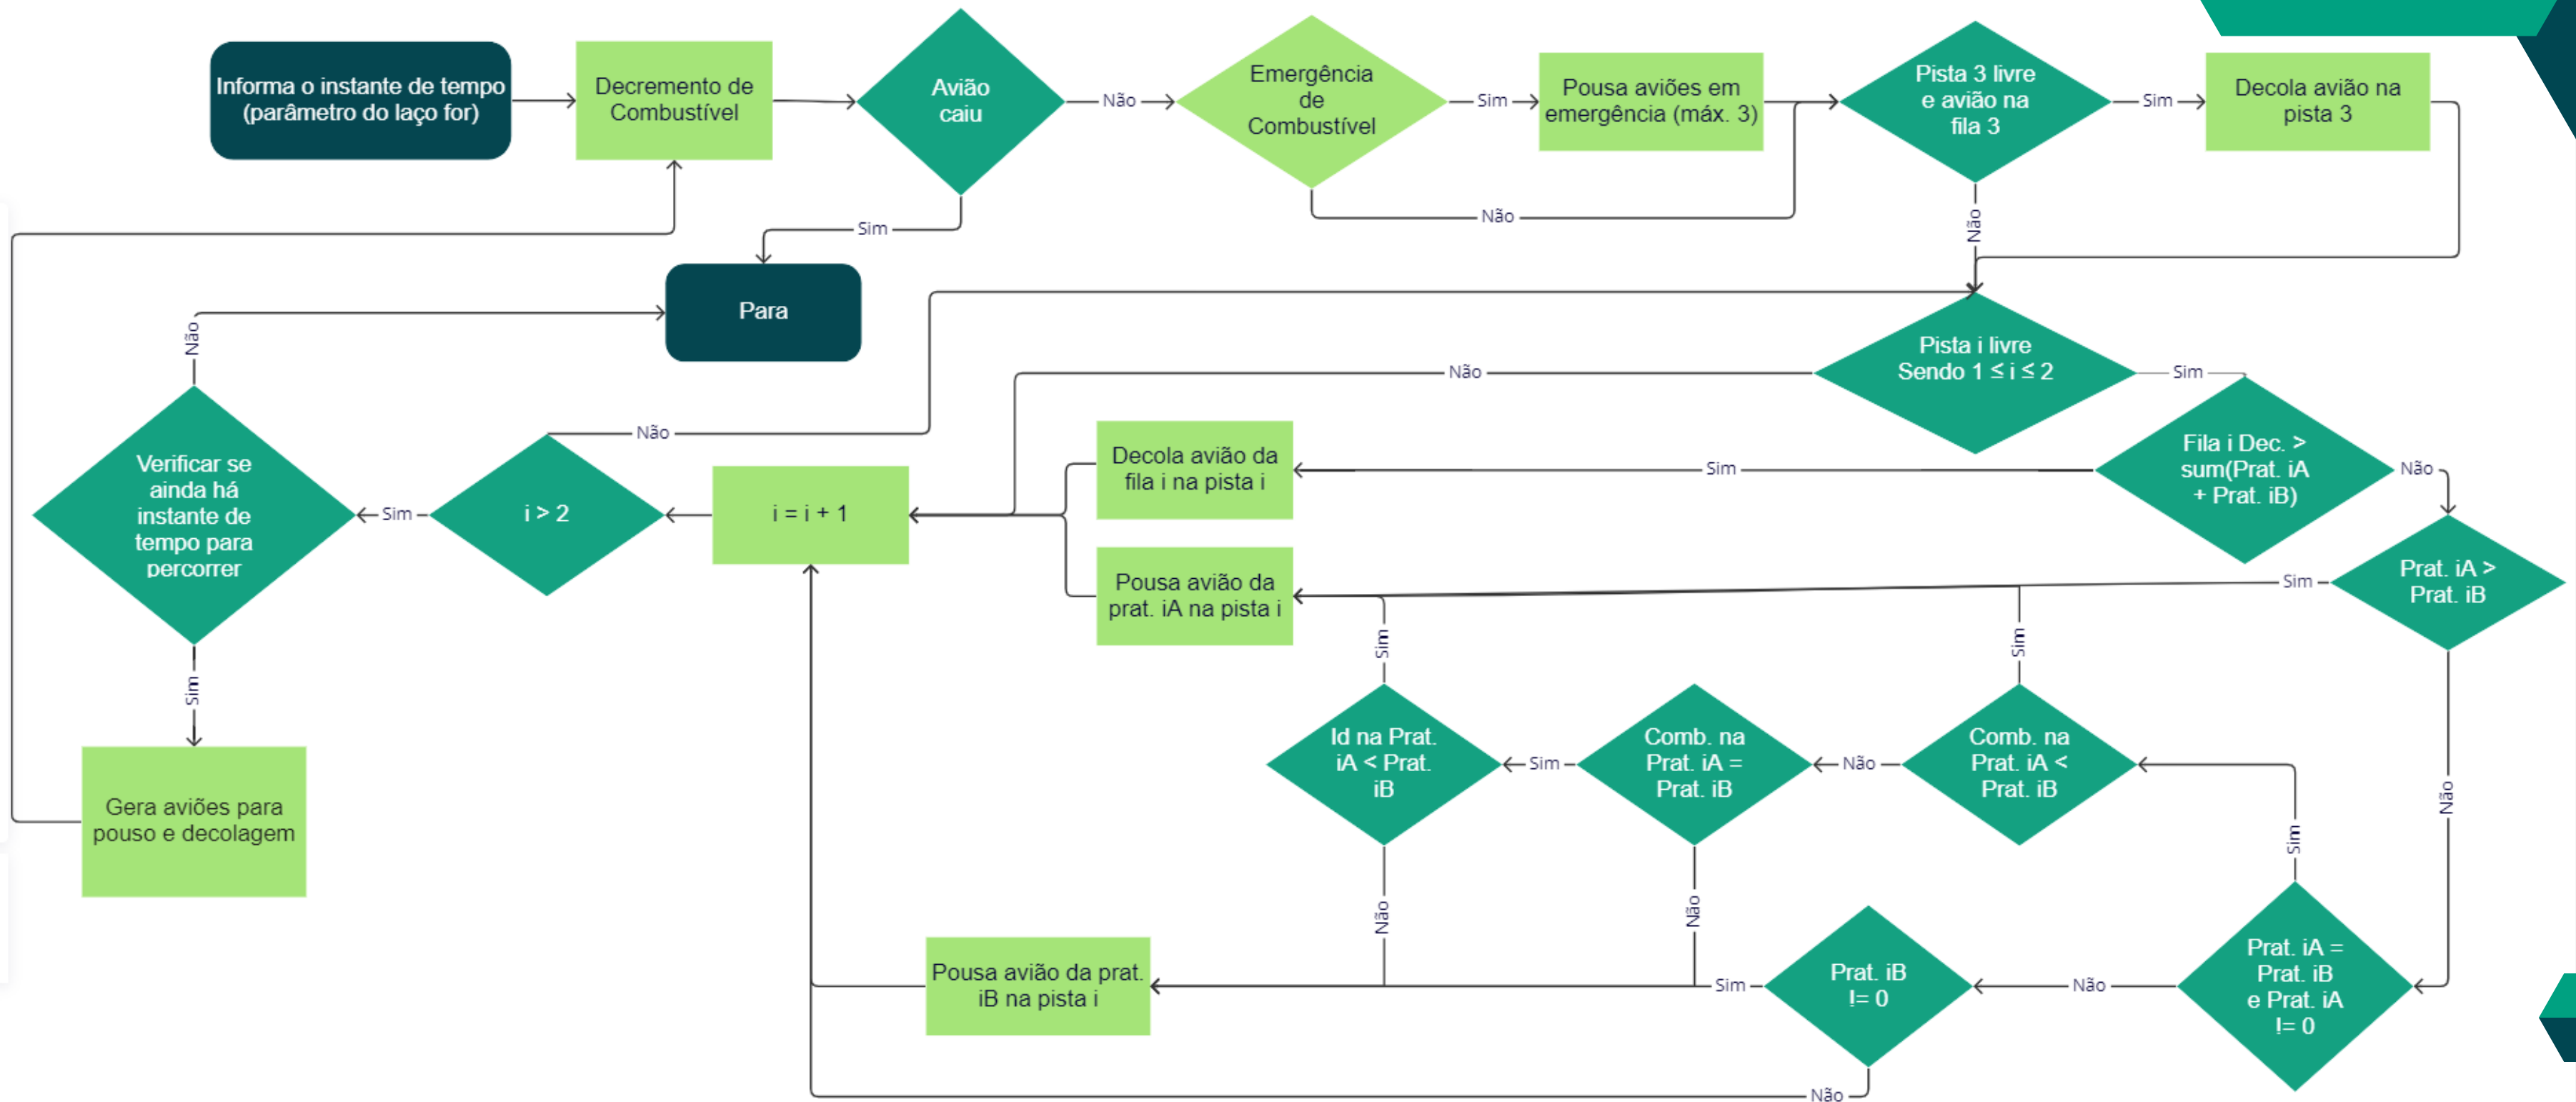 Informa o instante de tempo
(parâmetro do laço for)
Decremento de
Combustível
Avião
caiu
Não
Emergência
de
Combustível
Sim
Pousa aviões em
emergência (máx. 3)
Pista 3 livre
e avião na
fila 3
Sim
Decola avião na
pista 3
Não
Não
Sim
Para
Não
Pista i livre
Sendo 1 ≤ i ≤ 2
Não
Sim
Não
Fila i Dec. >
sum(Prat. iA
+ Prat. iB)
Sim
Não
Decola avião da
fila i na pista i
Verificar se
ainda há
instante de
tempo para
percorrer
Sim
i > 2
i = i + 1
Pousa avião da
prat. iA na pista i
Sim
Prat. iA >
Prat. iB
Sim
Sim
Sim
Id na Prat.
iA < Prat.
iB
Sim
Comb. na
Prat. iA =
Prat. iB
Não
Comb. na
Prat. iA <
Prat. iB
Não
Gera aviões para
pouso e decolagem
Sim
Não
Não
Pousa avião da prat.
iB na pista i
Sim
Prat. iB
!= 0
Não
Prat. iA =
Prat. iB
e Prat. iA
!= 0
Não